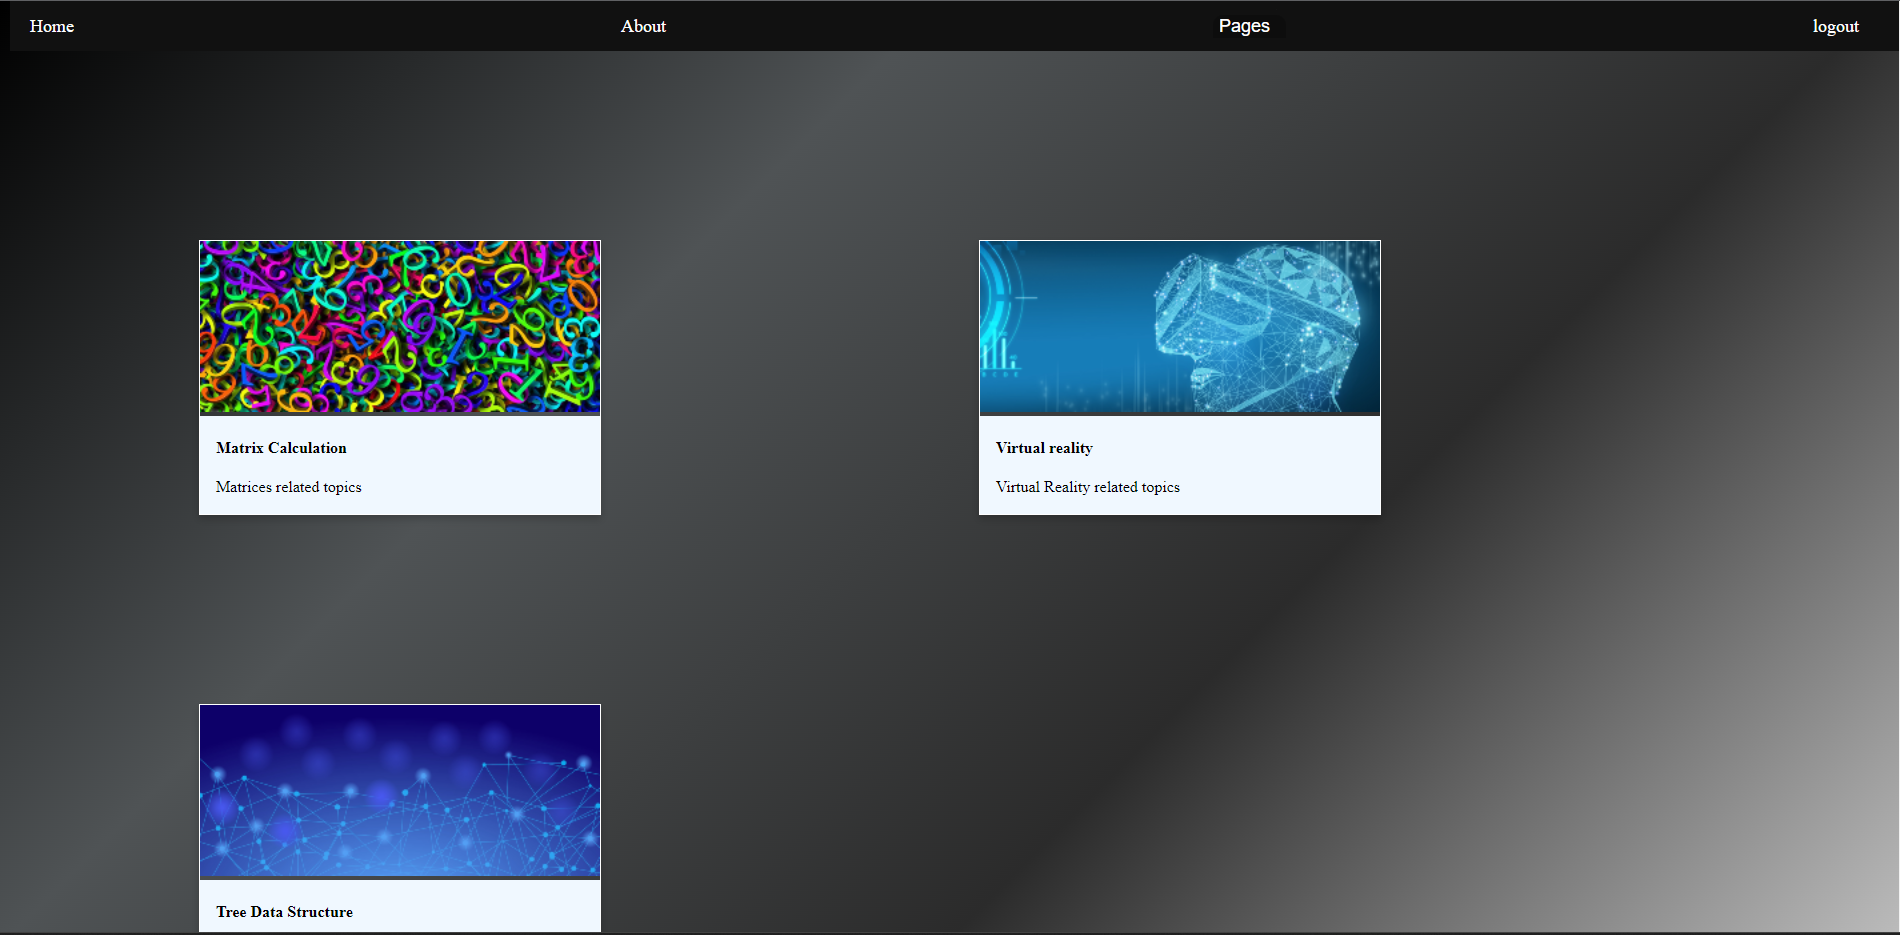 Home About Pages logout
Matrix Calculation
Matrices related topics
Virtual reality
Virtual Reality related topics
Tree Data Structure